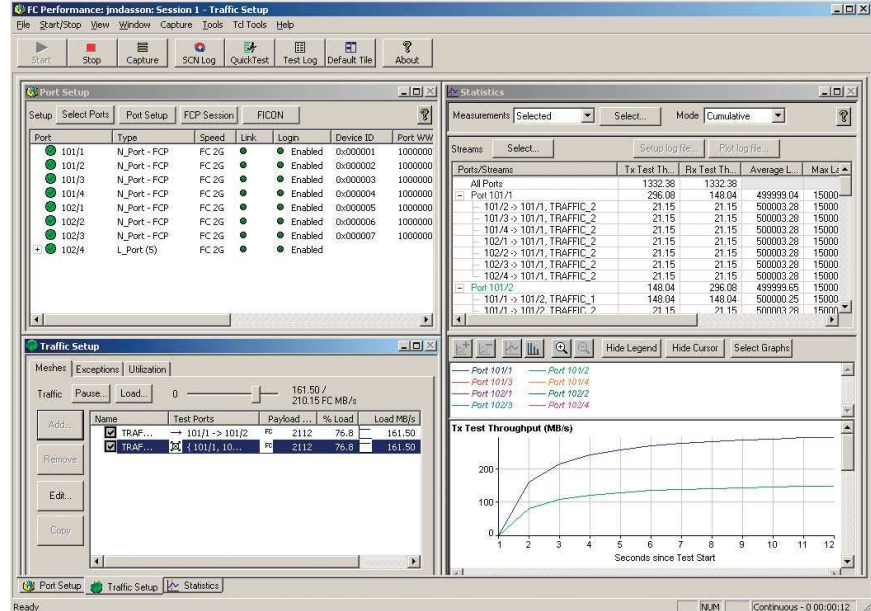 FC Performance: jmdasson: Session 1 - Traffic Setup
File Start/Stop View Window Capture Tools Tcl Tools Help
Start Stop Capture SCN Log QuickTest Test Log Default Tile About
Port Setup
Setup Select Ports Port Setup FCP Session FICON
Port Type Speed Link Login Device ID Port WW
101/1 N_Port - FCP FC 2G Enabled 0x000001 1000000
101/2 N_Port - FCP FC 2G Enabled 0x000002 1000000
101/3 N_Port - FCP FC 2G Enabled 0x000003 1000000
101/4 N_Port - FCP FC 2G Enabled 0x000004 1000000
102/1 N_Port - FCP FC 2G Enabled 0x000005 1000000
102/2 N_Port - FCP FC 2G Enabled 0x000006 1000000
102/3 N_Port - FCP FC 2G Enabled 0x000007 1000000
102/4 L_Port (5) FC 2G Enabled
Statistics
Measurements Selected Select... Mode Cumulative
Streams Select... Setup log file... Plot log file...
Ports/Streams Tx Test Th... Rx Test Th... Average L... Max La
All Ports 1332.38 1332.38
Port 101/1 296.08 148.04 499999.04 15000
101/2 -> 101/1, TRAFFIC_2 21.15 21.15 500003.28 15000
101/3 -> 101/1, TRAFFIC_2 21.15 21.15 500003.28 15000
101/4 -> 101/1, TRAFFIC_2 21.15 21.15 500003.28 15000
102/1 -> 101/1, TRAFFIC_2 21.15 21.15 500003.28 15000
102/2 -> 101/1, TRAFFIC_2 21.15 21.15 500003.28 15000
102/3 -> 101/1, TRAFFIC_2 21.15 21.15 500003.28 15000
102/4 -> 101/1, TRAFFIC_2 21.15 21.15 500003.28 15000
Port 101/2 148.04 296.08 499999.65 15000
101/1 -> 101/2, TRAFFIC_1 148.04 148.04 500000.25 15000
101/1 -> 101/2, TRAFFIC_2 21.15 21.15 500003.28 15000
Traffic Setup
Meshes Exceptions Utilization
Traffic Pause... Load... 0 161.50 /
210.15 FC MB/s
Add...
Remove
Edit...
Copy
Name Test Ports Payload ... % Load Load MB/s
TRAF... → 101/1 -> 101/2 FC 2112 76.8 161.50
TRAF... { 101/1, 10... FC 2112 76.8 161.50
Hide Legend Hide Cursor Select Graphs
Port 101/1 Port 101/2
Port 101/3 Port 101/4
Port 102/1 Port 102/2
Port 102/3 Port 102/4
Tx Test Throughput (MB/s)
200
100
0
1 2 3 4 5 6 7 8 9 10 11 12
Seconds since Test Start
Port Setup Traffic Setup Statistics
Ready NUM Continuous - 0 00:00:12